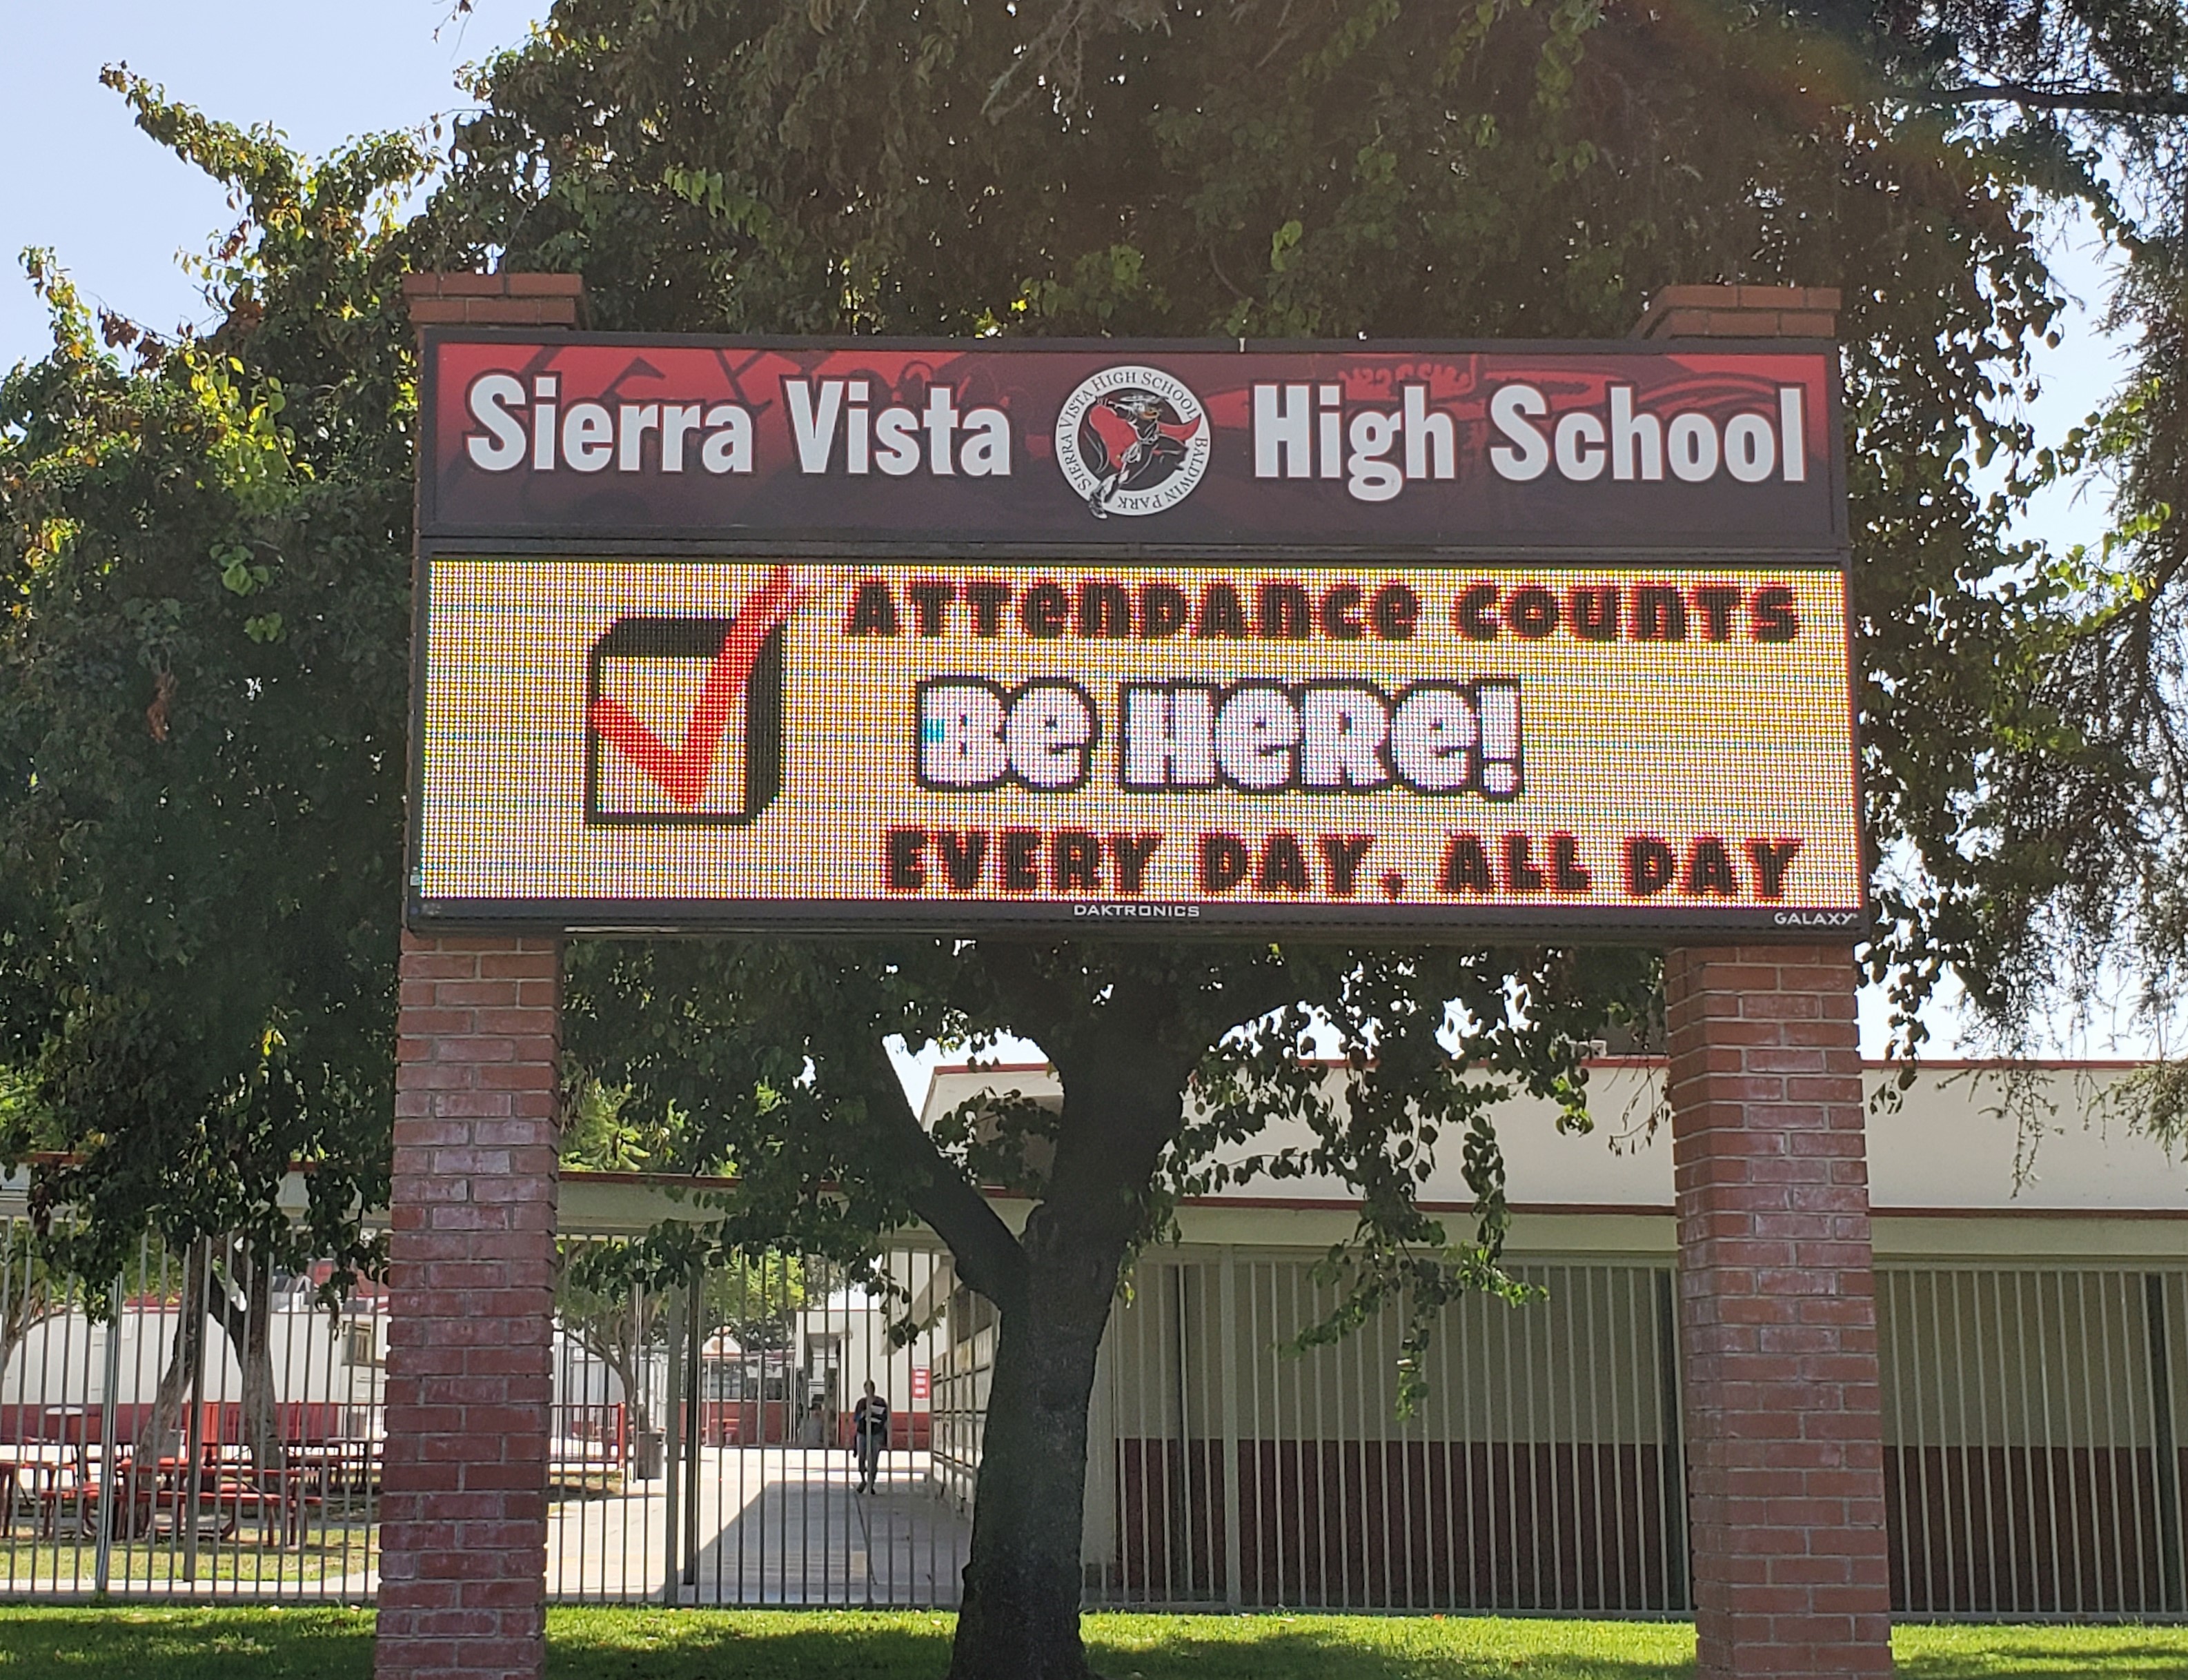 Sierra Vista High School
SIERRA VISTA HIGH SCHOOL BALDWIN PARK
ATTeNDANce COUNTS
Be HeRe!
EVERY DAY, ALL DAY
DAKTRONICS
GALAXY®